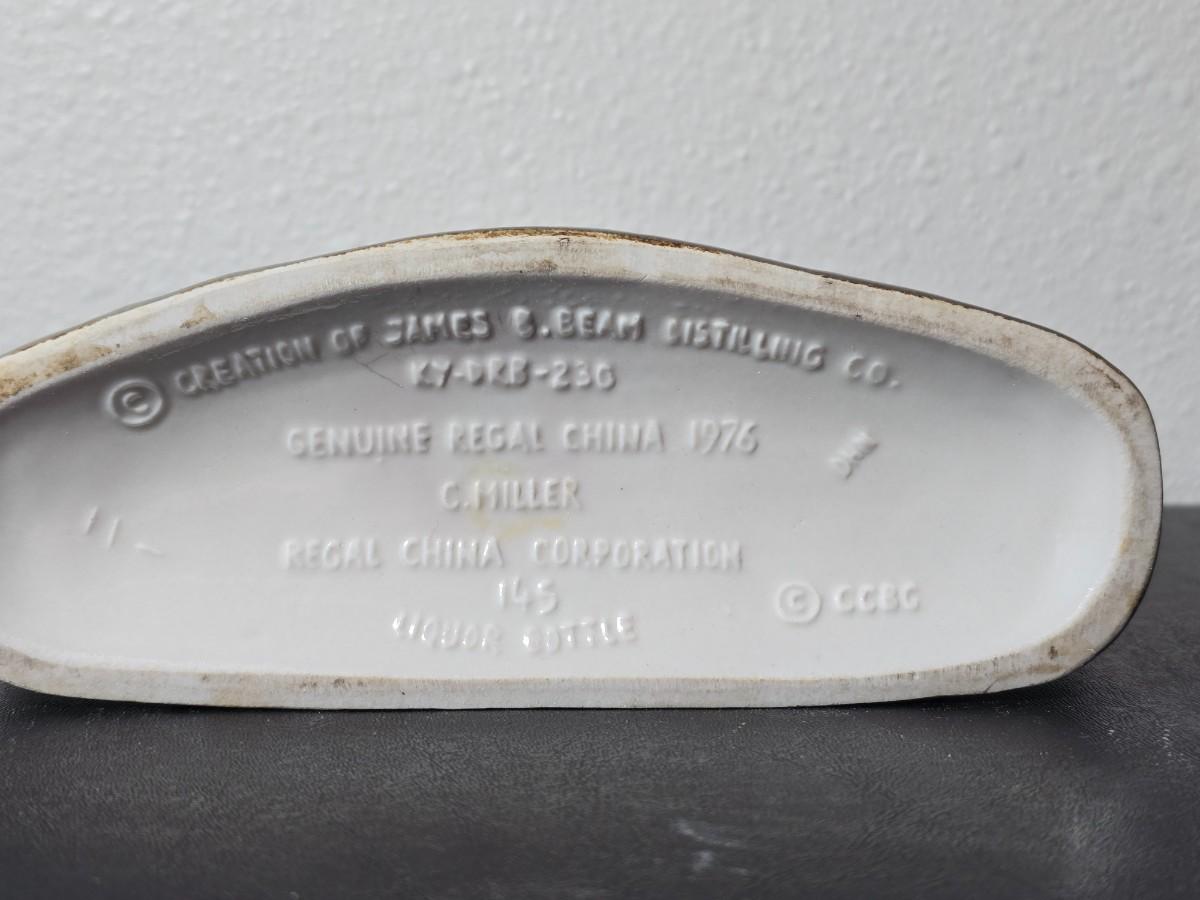 © CREATION OF JAMES B. BEAM DISTILLING CO.
KY-DRB-230
GENUINE REGAL CHINA 1976
C. MILLER
REGAL CHINA CORPORATION
145
© CCBG
LIQUOR BOTTLE